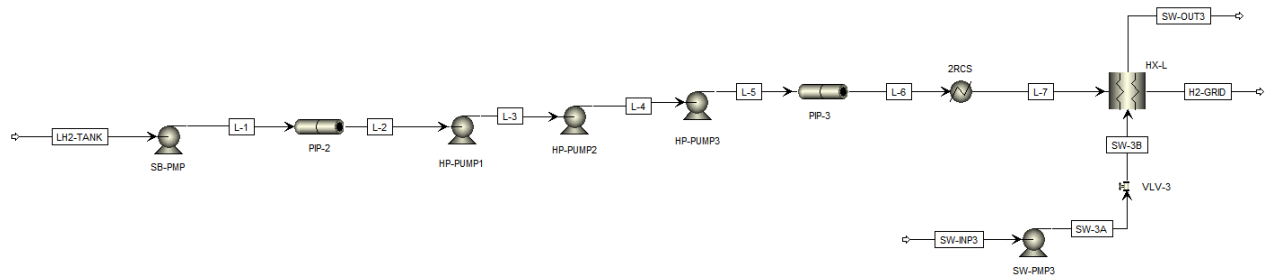 SW-OUT3
HX-L
2RCS
LH2-TANK
SB-PMP
L-1
PIP-2
L-2
HP-PUMP1
L-3
HP-PUMP2
L-4
HP-PUMP3
L-5
PIP-3
L-6
L-7
H2-GRID
SW-3B
VLV-3
SW-INP3
SW-PMP3
SW-3A